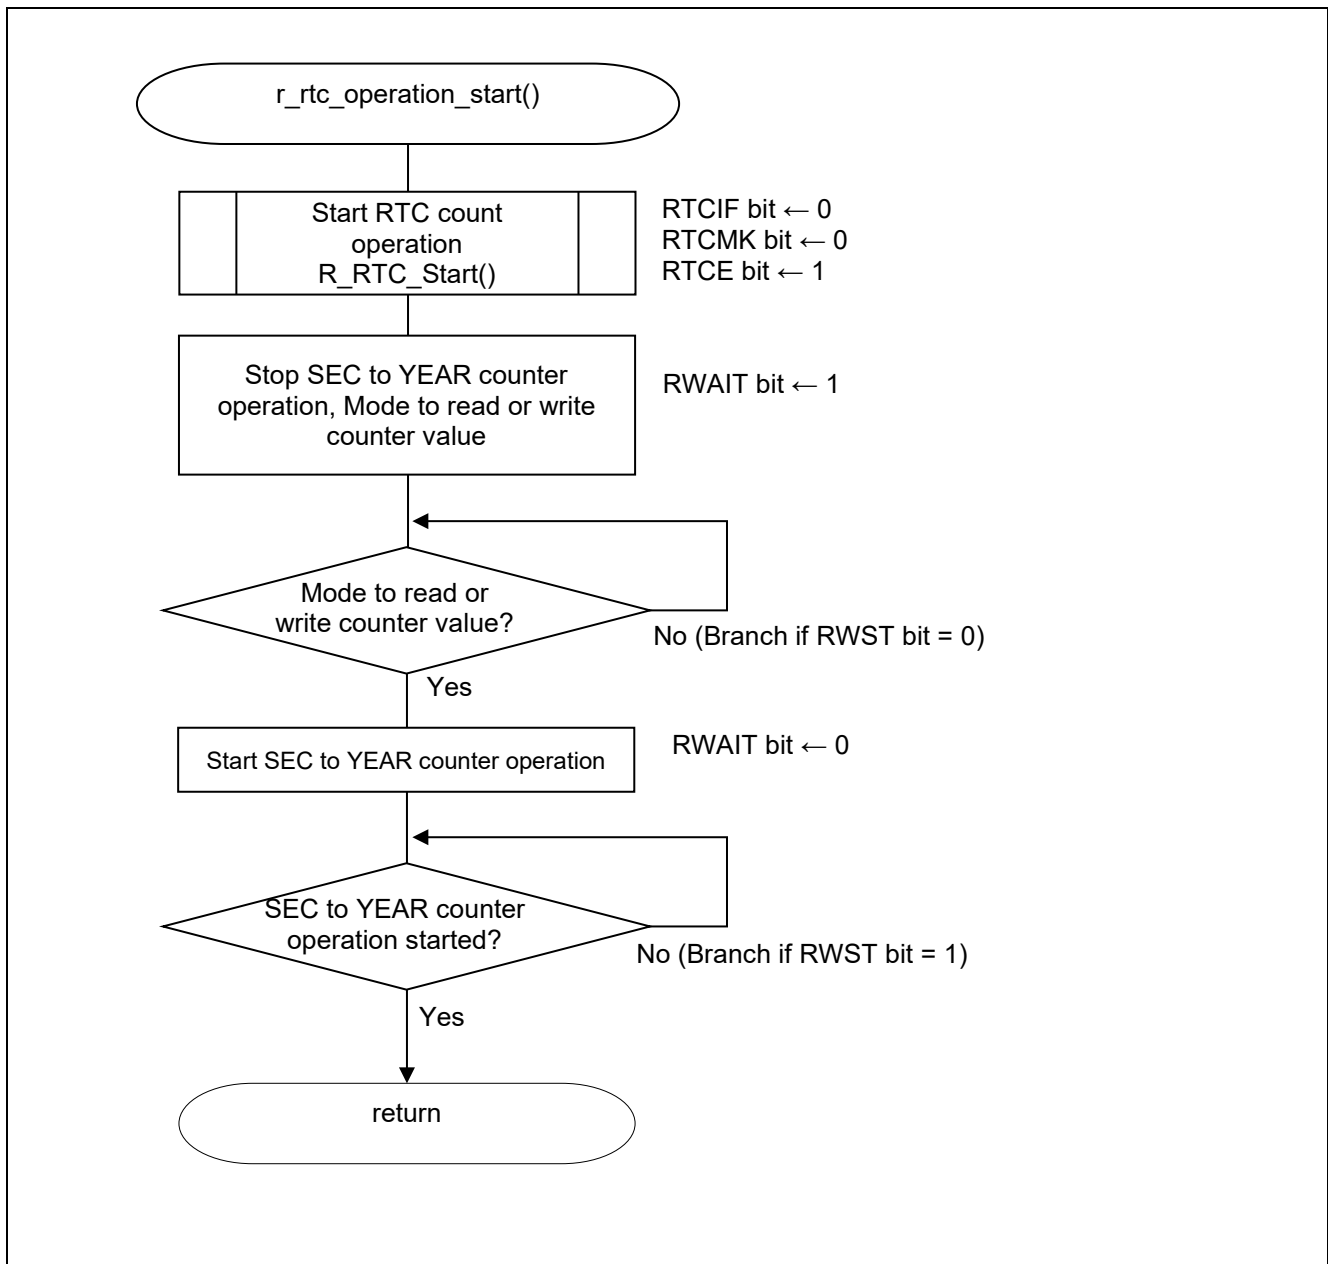 r_rtc_operation_start()
Start RTC count
operation
R_RTC_Start()
RTCIF bit ← 0
RTCMK bit ← 0
RTCE bit ← 1
Stop SEC to YEAR counter
operation, Mode to read or write
counter value
RWAIT bit ← 1
Mode to read or
write counter value?
No (Branch if RWST bit = 0)
Yes
Start SEC to YEAR counter operation
RWAIT bit ← 0
SEC to YEAR counter
operation started?
No (Branch if RWST bit = 1)
Yes
return